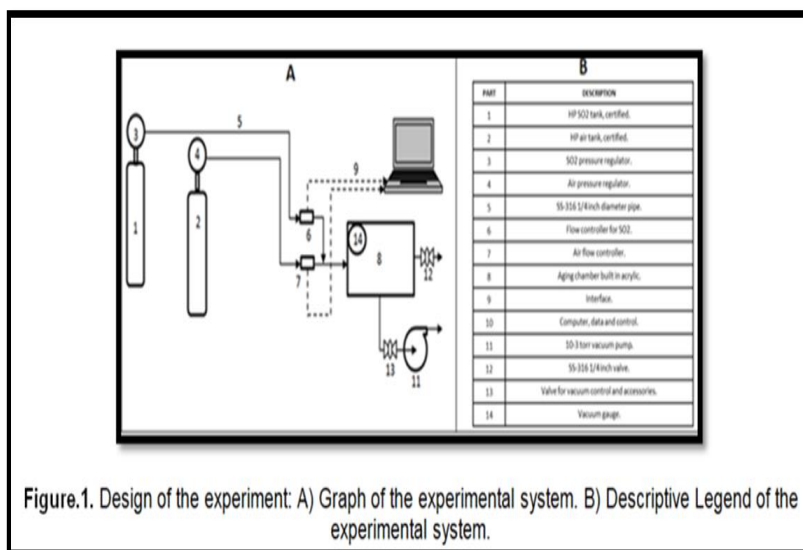 A
3
4
5
9
1
2
6
7
14
8
12
13
11
B
PART DESCRIPTION
1 HP SO2 tank, certified.
2 HP air tank, certified.
3 SO2 pressure regulator.
4 Air pressure regulator.
5 SS-316 1/4 inch diameter pipe.
6 Flow controller for SO2.
7 Air flow controller.
8 Aging chamber built in acrylic.
9 Interface.
10 Computer, data and control.
11 10-3 torr vacuum pump.
12 SS-316 1/4 inch valve.
13 Valve for vacuum control and accessories.
14 Vacuum gauge.
Figure.1. Design of the experiment: A) Graph of the experimental system. B) Descriptive Legend of the
experimental system.